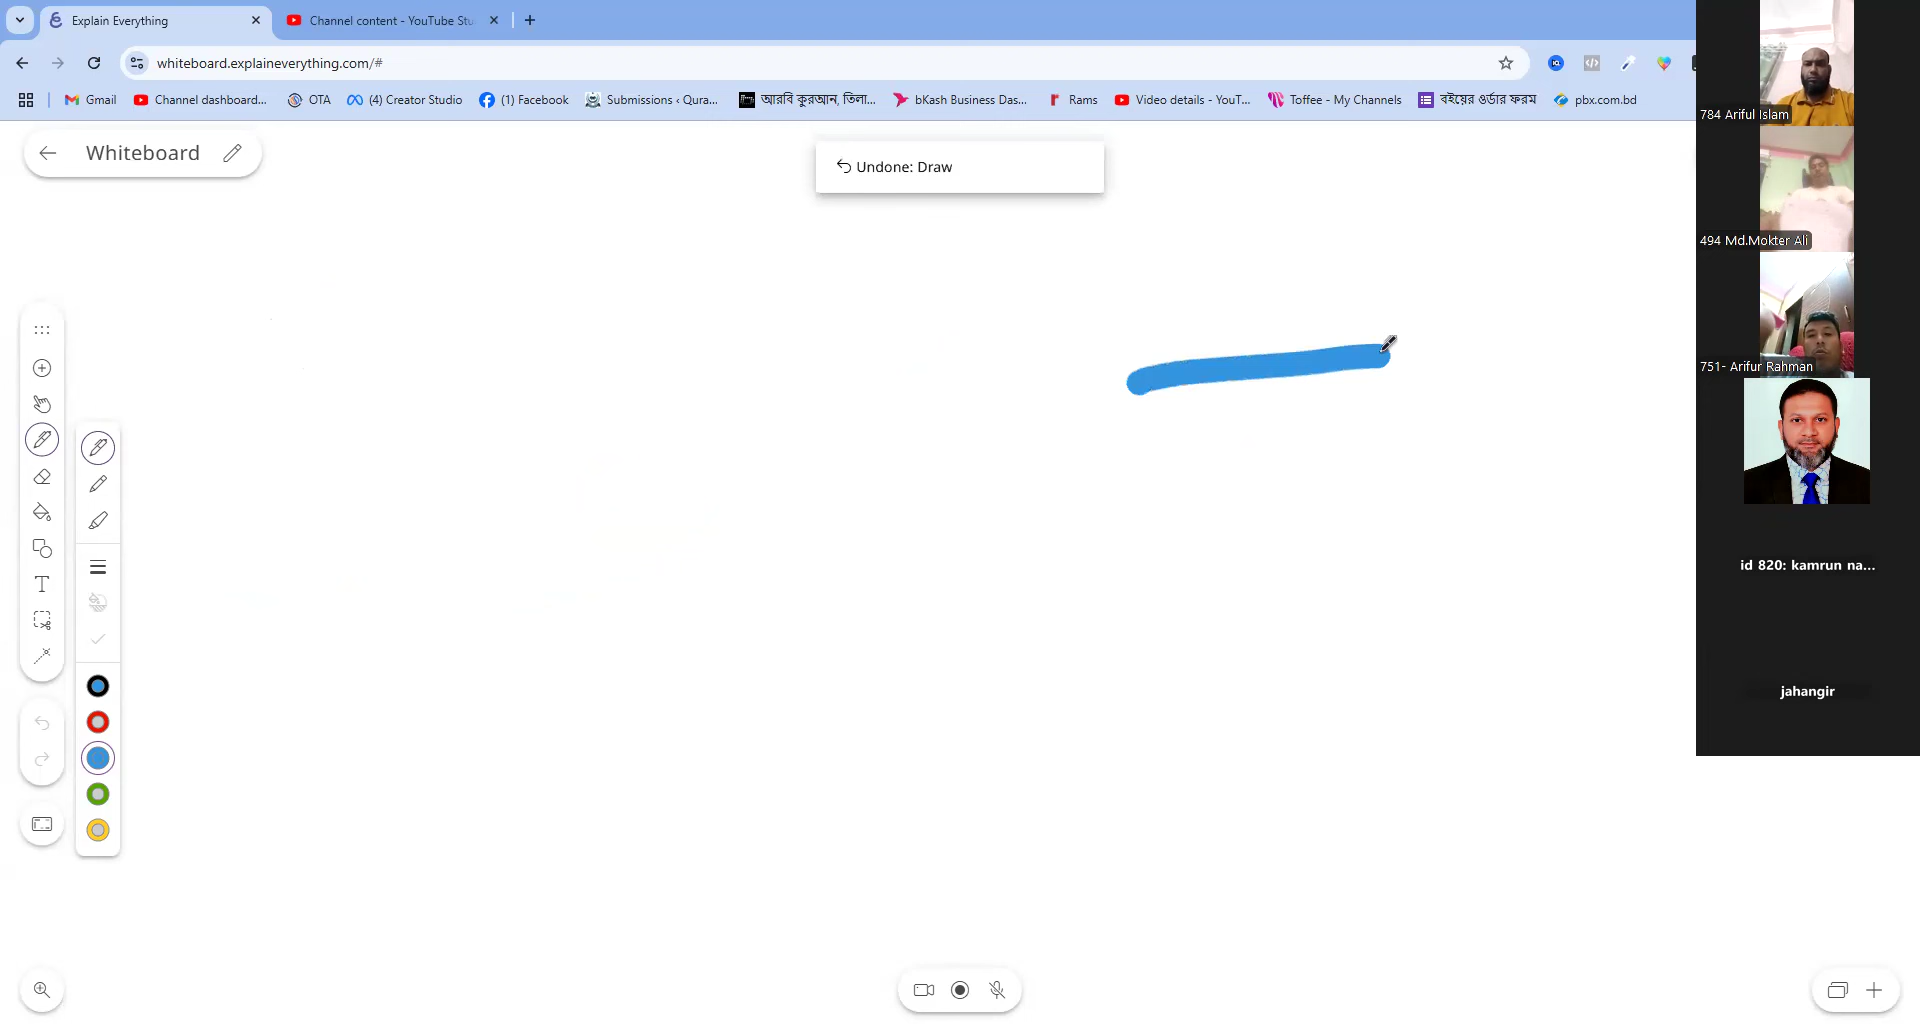 Explain Everything
Channel content - YouTube Stu
whiteboard.explaineverything.com/#
Gmail
Channel dashboard...
OTA
(4) Creator Studio
(1) Facebook
Submissions ‹ Qura...
আরবি কুরআন, তিলা...
bKash Business Das...
Rams
Video details - YouT...
Toffee - My Channels
বইয়ের গুর্ডার ফরম
pbx.com.bd
Whiteboard
Undone: Draw
784 Ariful Islam
494 Md.Mokter Ali
751- Arifur Rahman
id 820: kamrun na...
jahangir
T